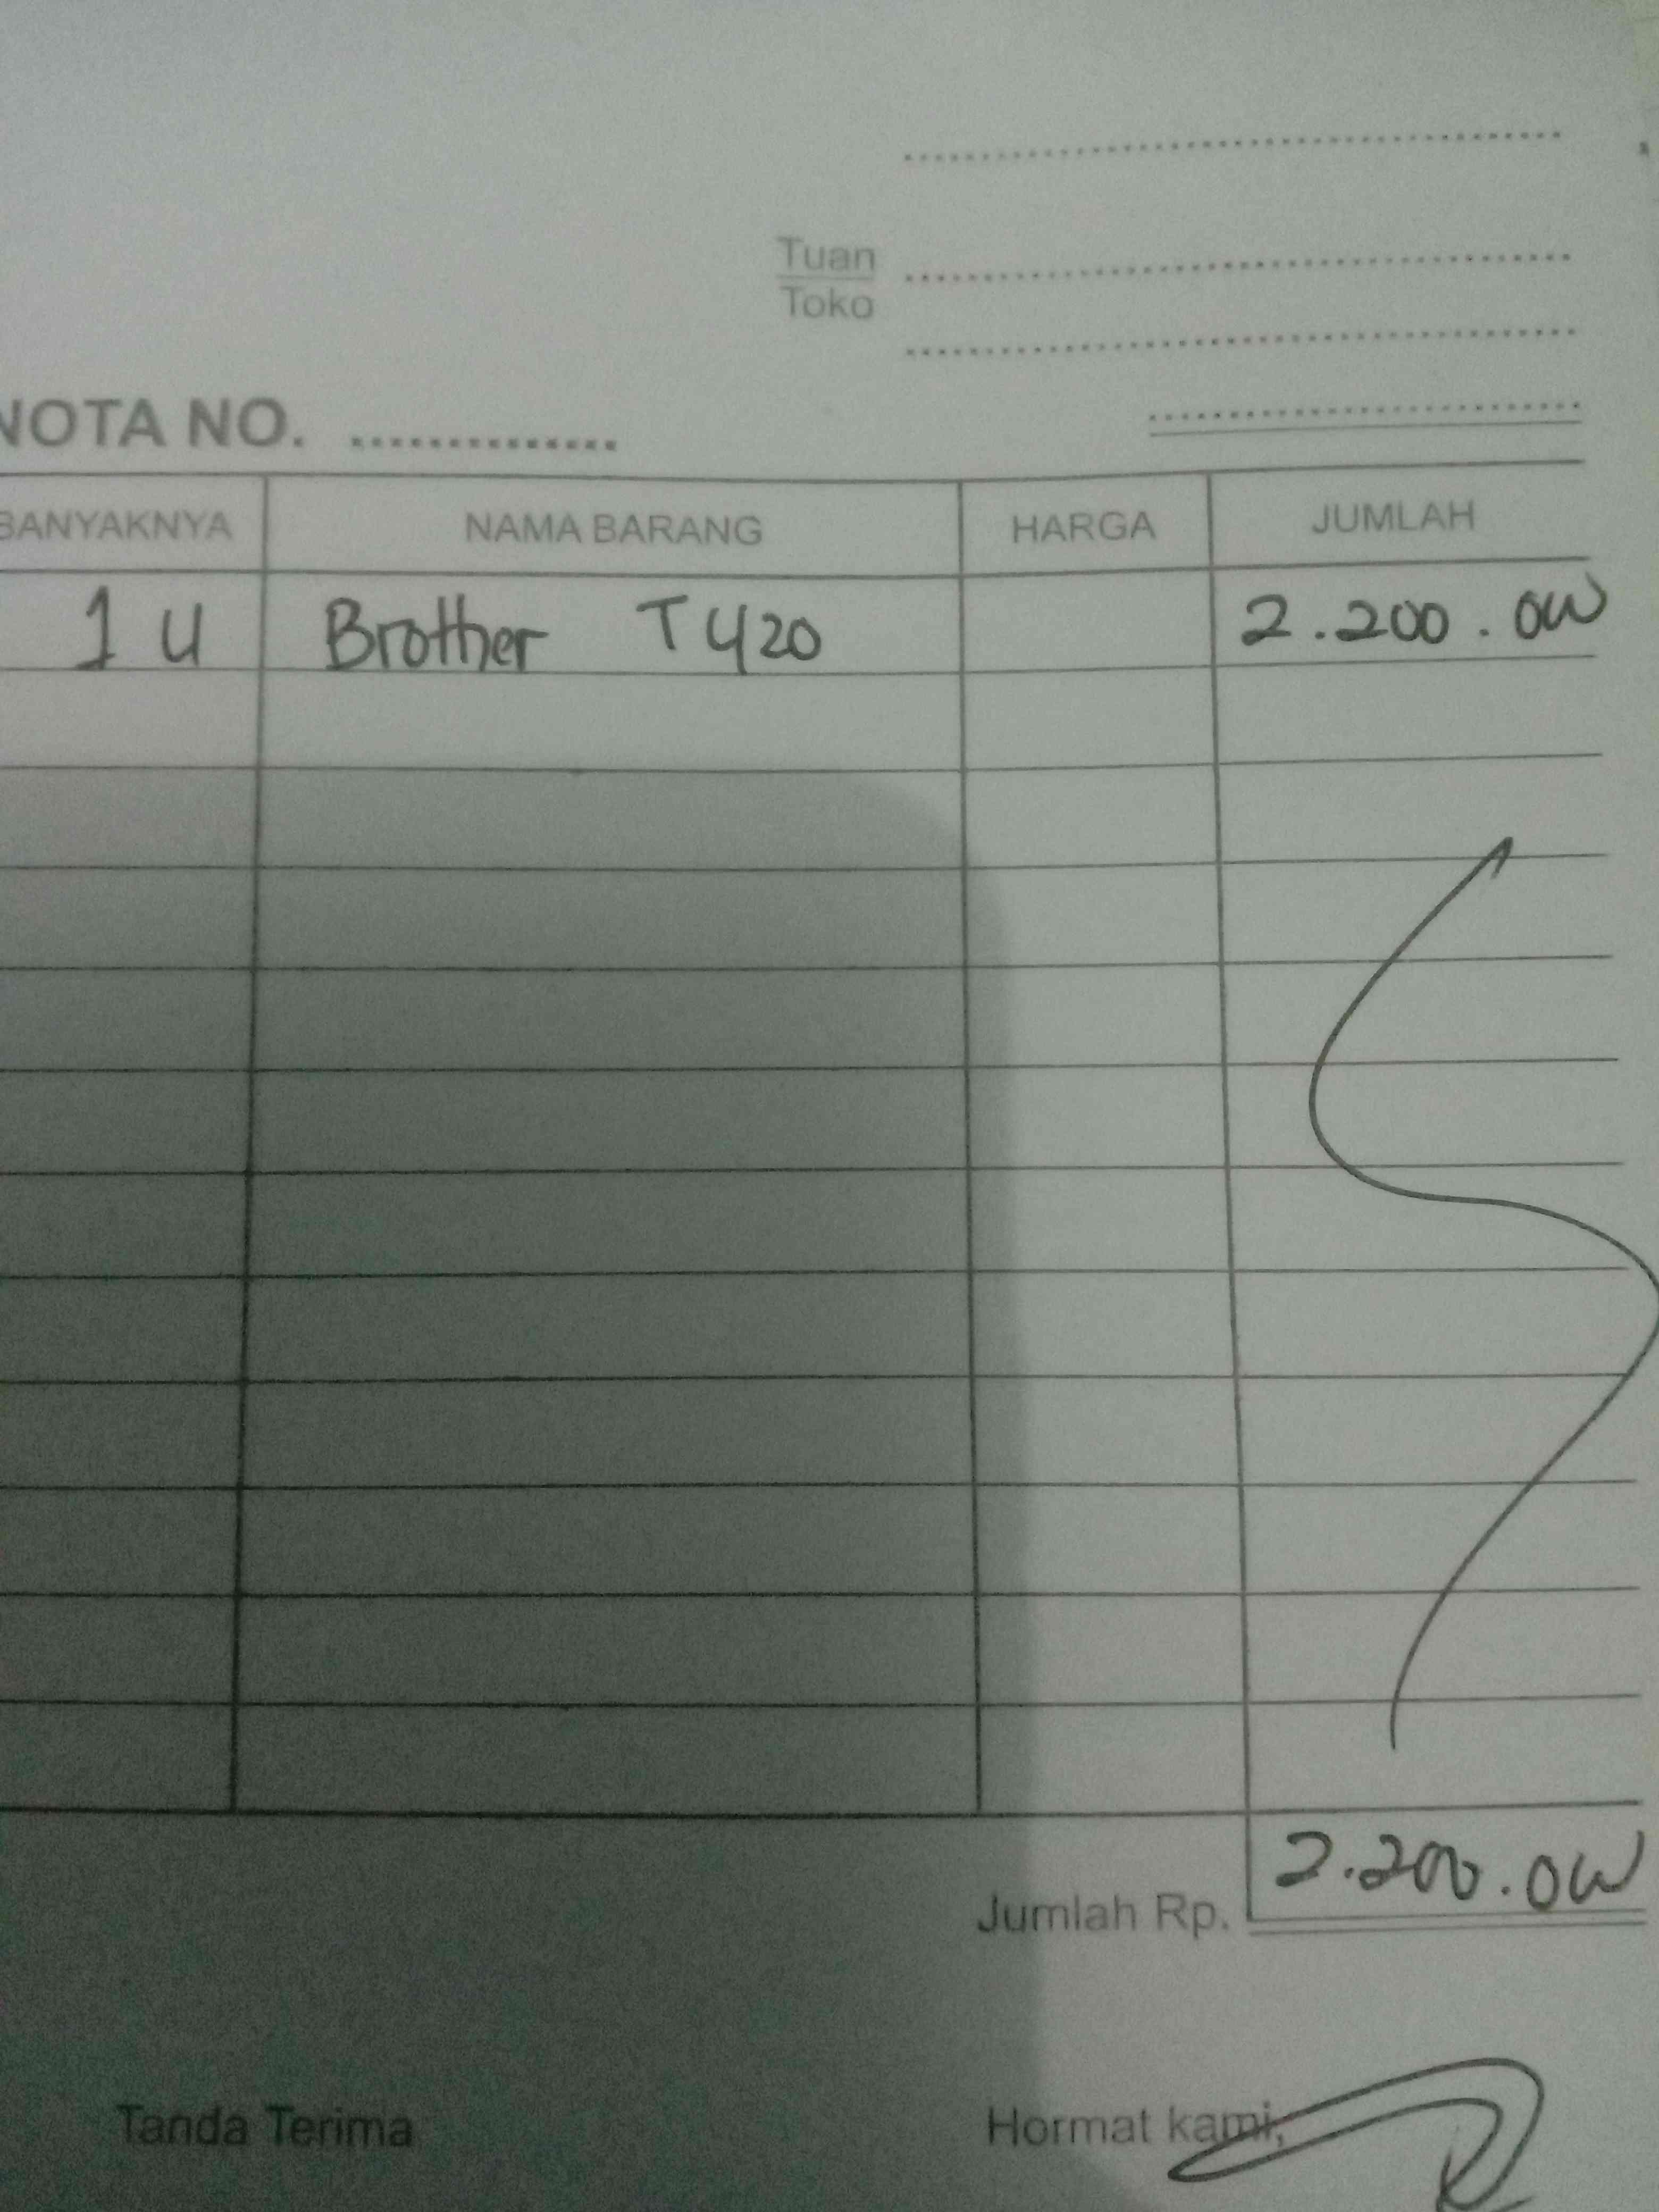 Tuan
Toko
NOTA NO.
BANYAKNYA NAMA BARANG HARGA JUMLAH
1 U Brother T420 2.200.000
Jumlah Rp. 2.200.000
Tanda Terima Hormat kami,